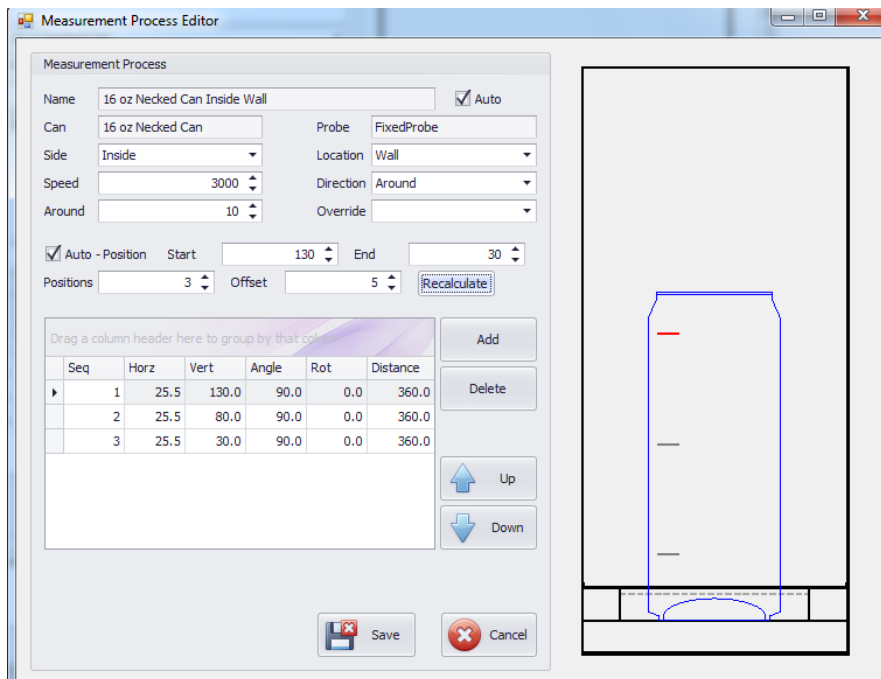 Measurement Process Editor
Measurement Process
Name 16 oz Necked Can Inside Wall Auto
Can 16 oz Necked Can Probe FixedProbe
Side Inside Location Wall
Speed 3000 Direction Around
Around 10 Override
Auto - Position Start 130 End 30
Positions 3 Offset 5 Recalculate
Drag a column header here to group by that column
Add
Seq Horz Vert Angle Rot Distance
1 25.5 130.0 90.0 0.0 360.0
Delete
2 25.5 80.0 90.0 0.0 360.0
3 25.5 30.0 90.0 0.0 360.0
Up
Down
Save Cancel